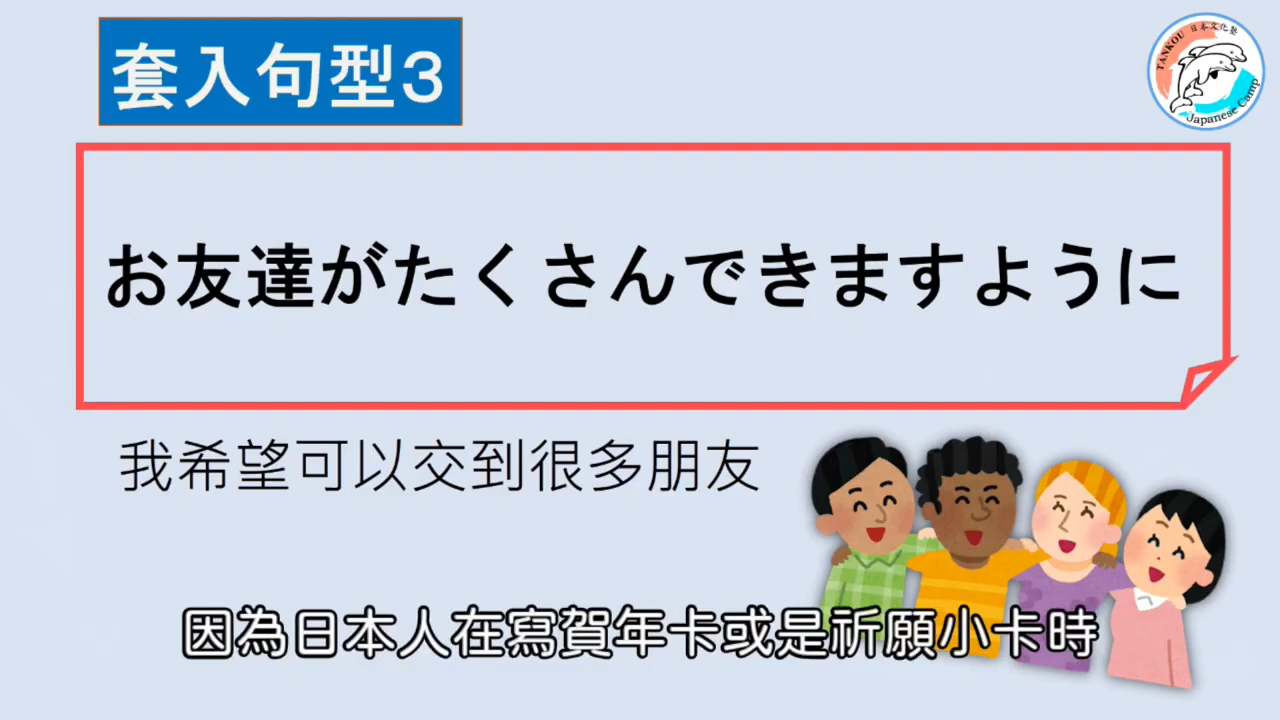 套入句型3
TANKOU 日本文化塾
Japanese Camp
お友達がたくさんできますように
我希望可以交到很多朋友
因為日本人在寫賀年卡或是祈願小卡時